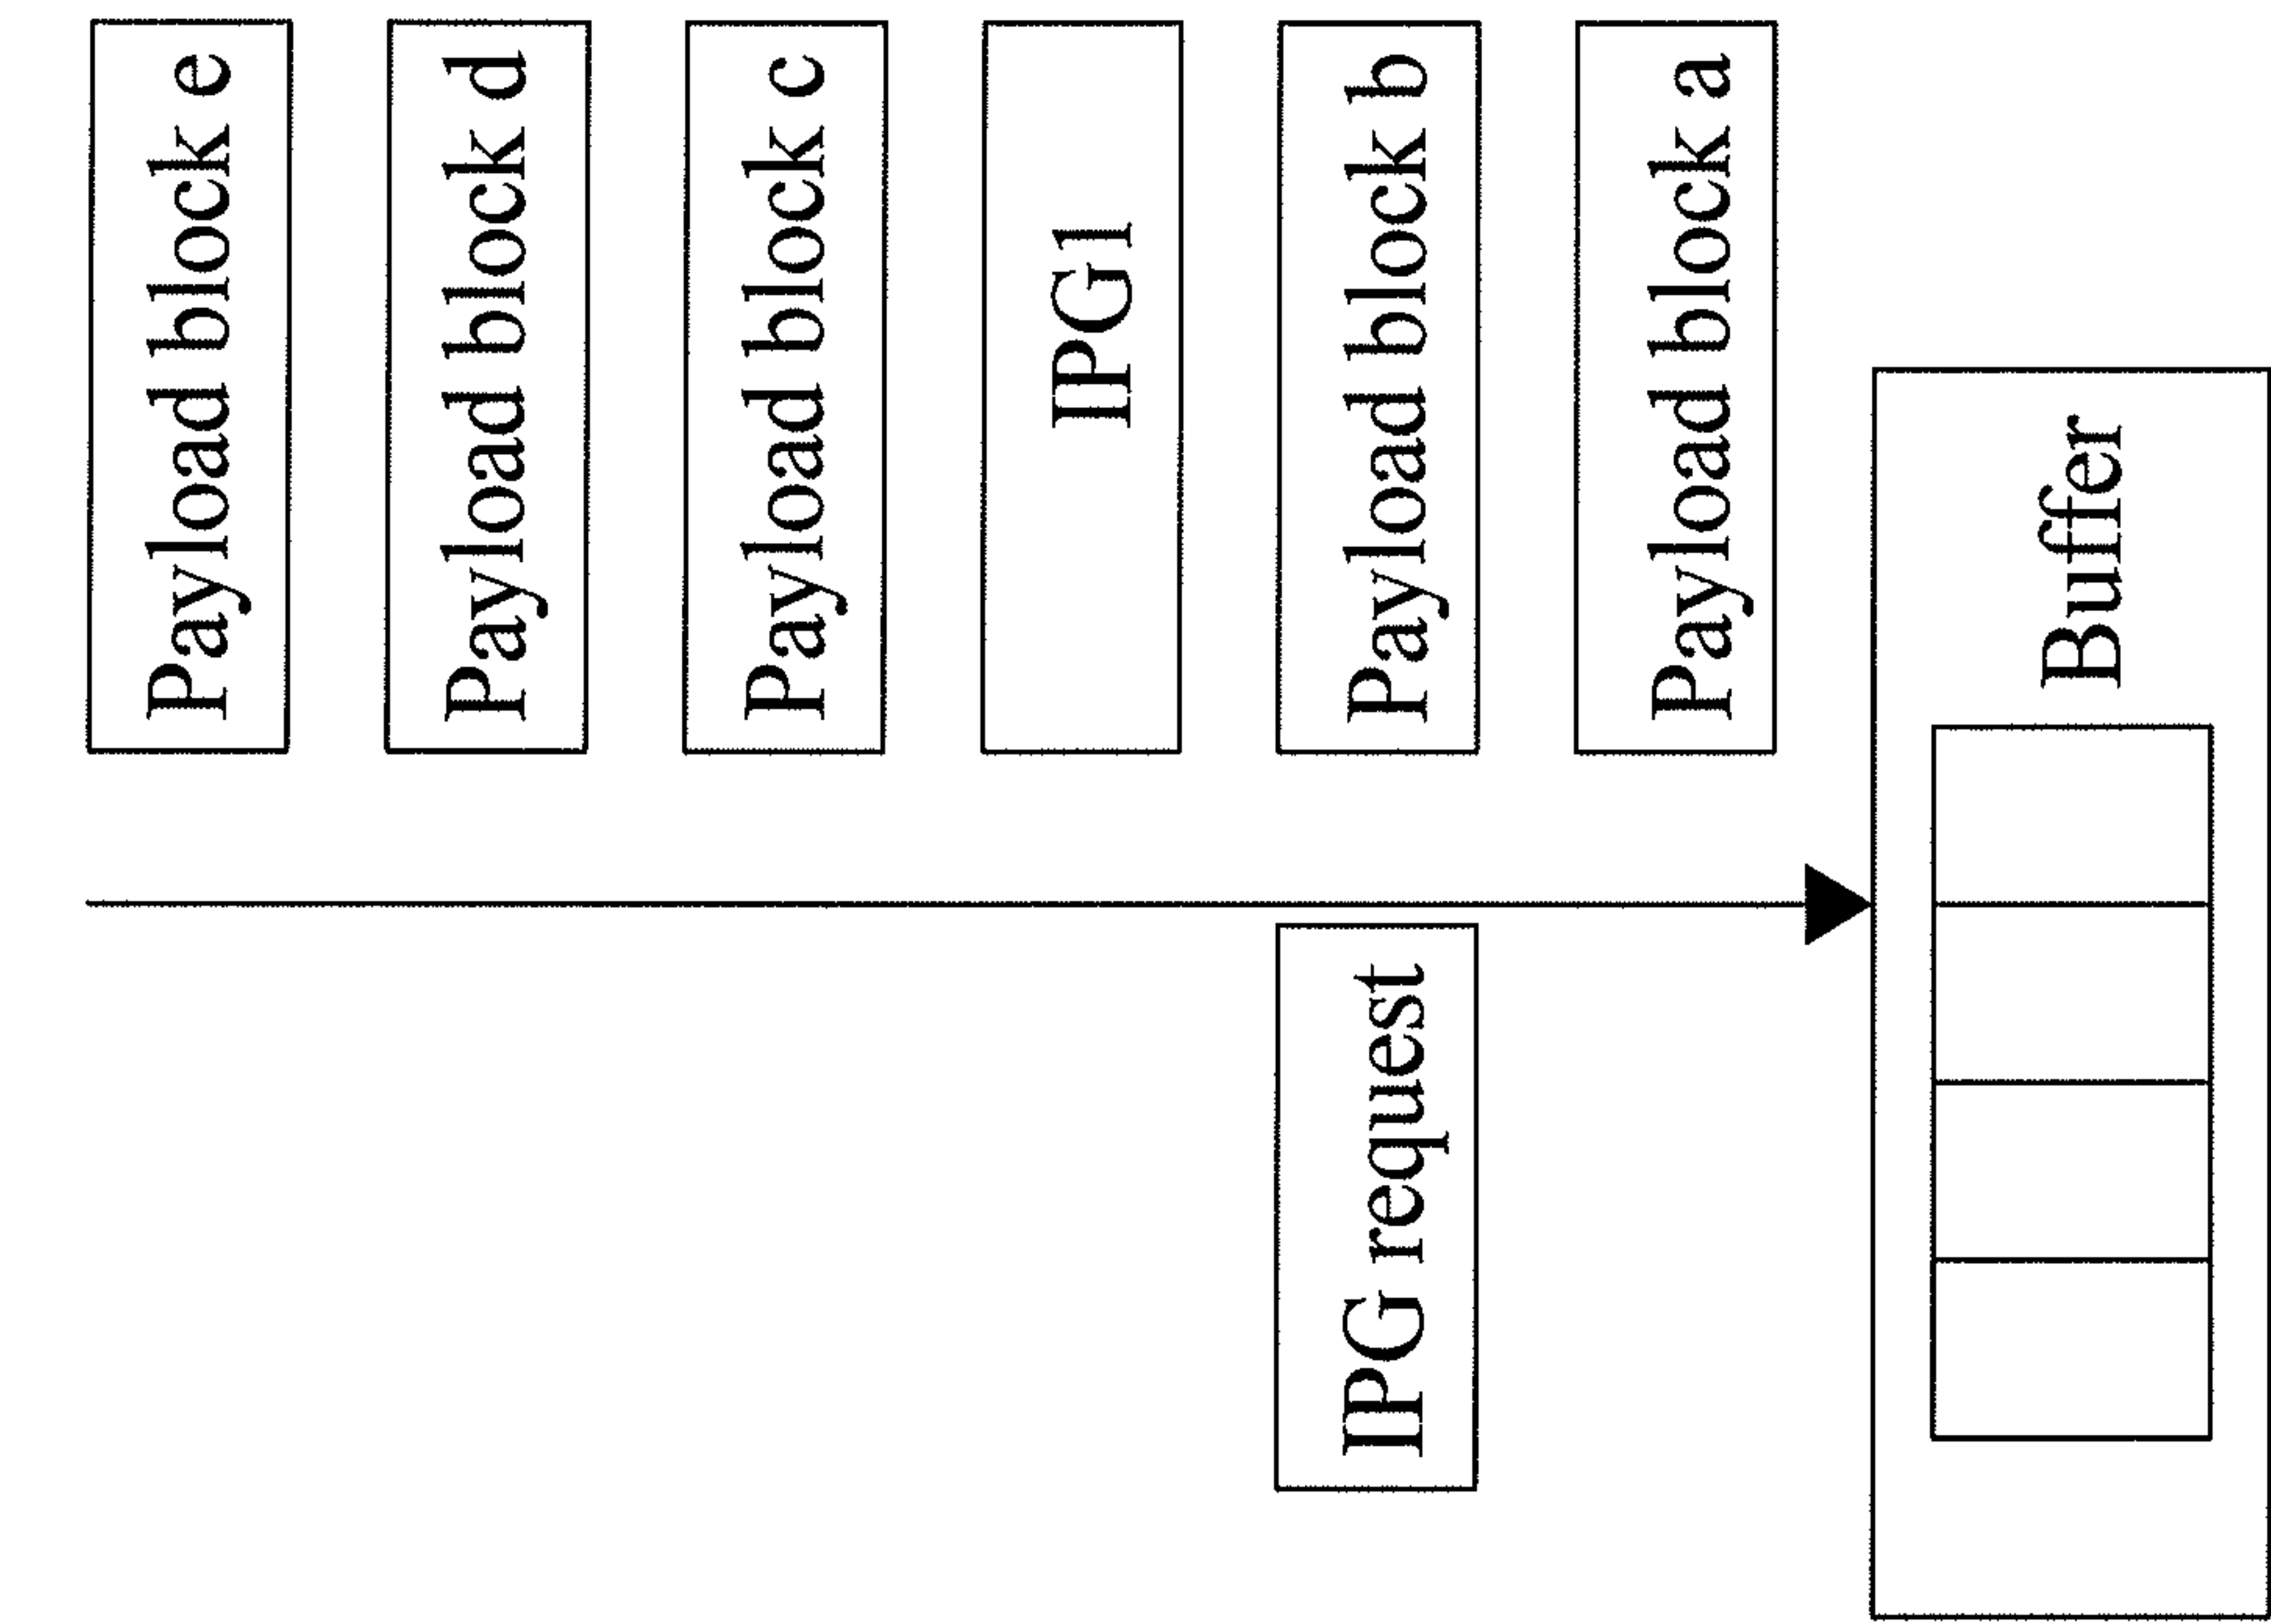 Payload block e
Payload block d
Payload block c
IPG1
Payload block b
Payload block a
IPG request
Buffer